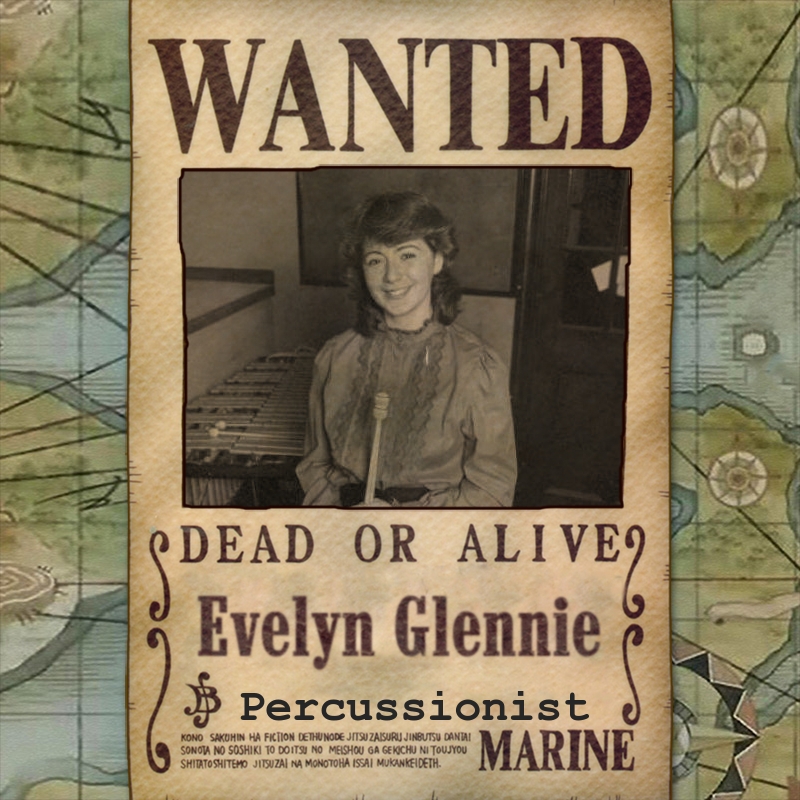 WANTED
DEAD OR ALIVE
Evelyn Glennie
B Percussionist
KONO SAKUHIN HA FICTION DETHUNODE JITSUZAISURU JINBUTSU DANTAI
SONOTA NO SOSHIKI TO DOITSU NO MEISHOU GA GEKICHU NI TOUJYOU
SHITATOSHITEMO JITSUZAI NA MONOTOHA ISSAI MUKANKEIDETH.
MARINE